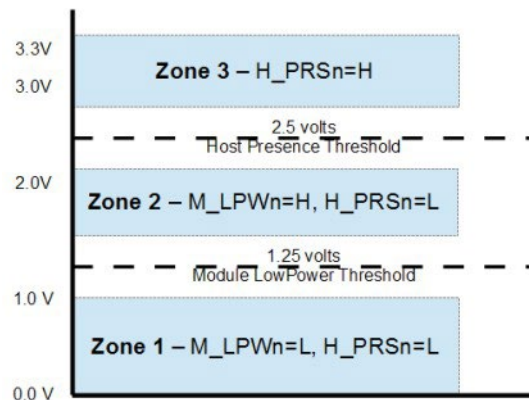 3.3V
Zone 3 – H_PRSn=H
3.0V
2.5 volts
Host Presence Threshold
2.0V
Zone 2 – M_LPWn=H, H_PRSn=L
1.25 volts
Module LowPower Threshold
1.0 V
Zone 1 – M_LPWn=L, H_PRSn=L
0.0 V